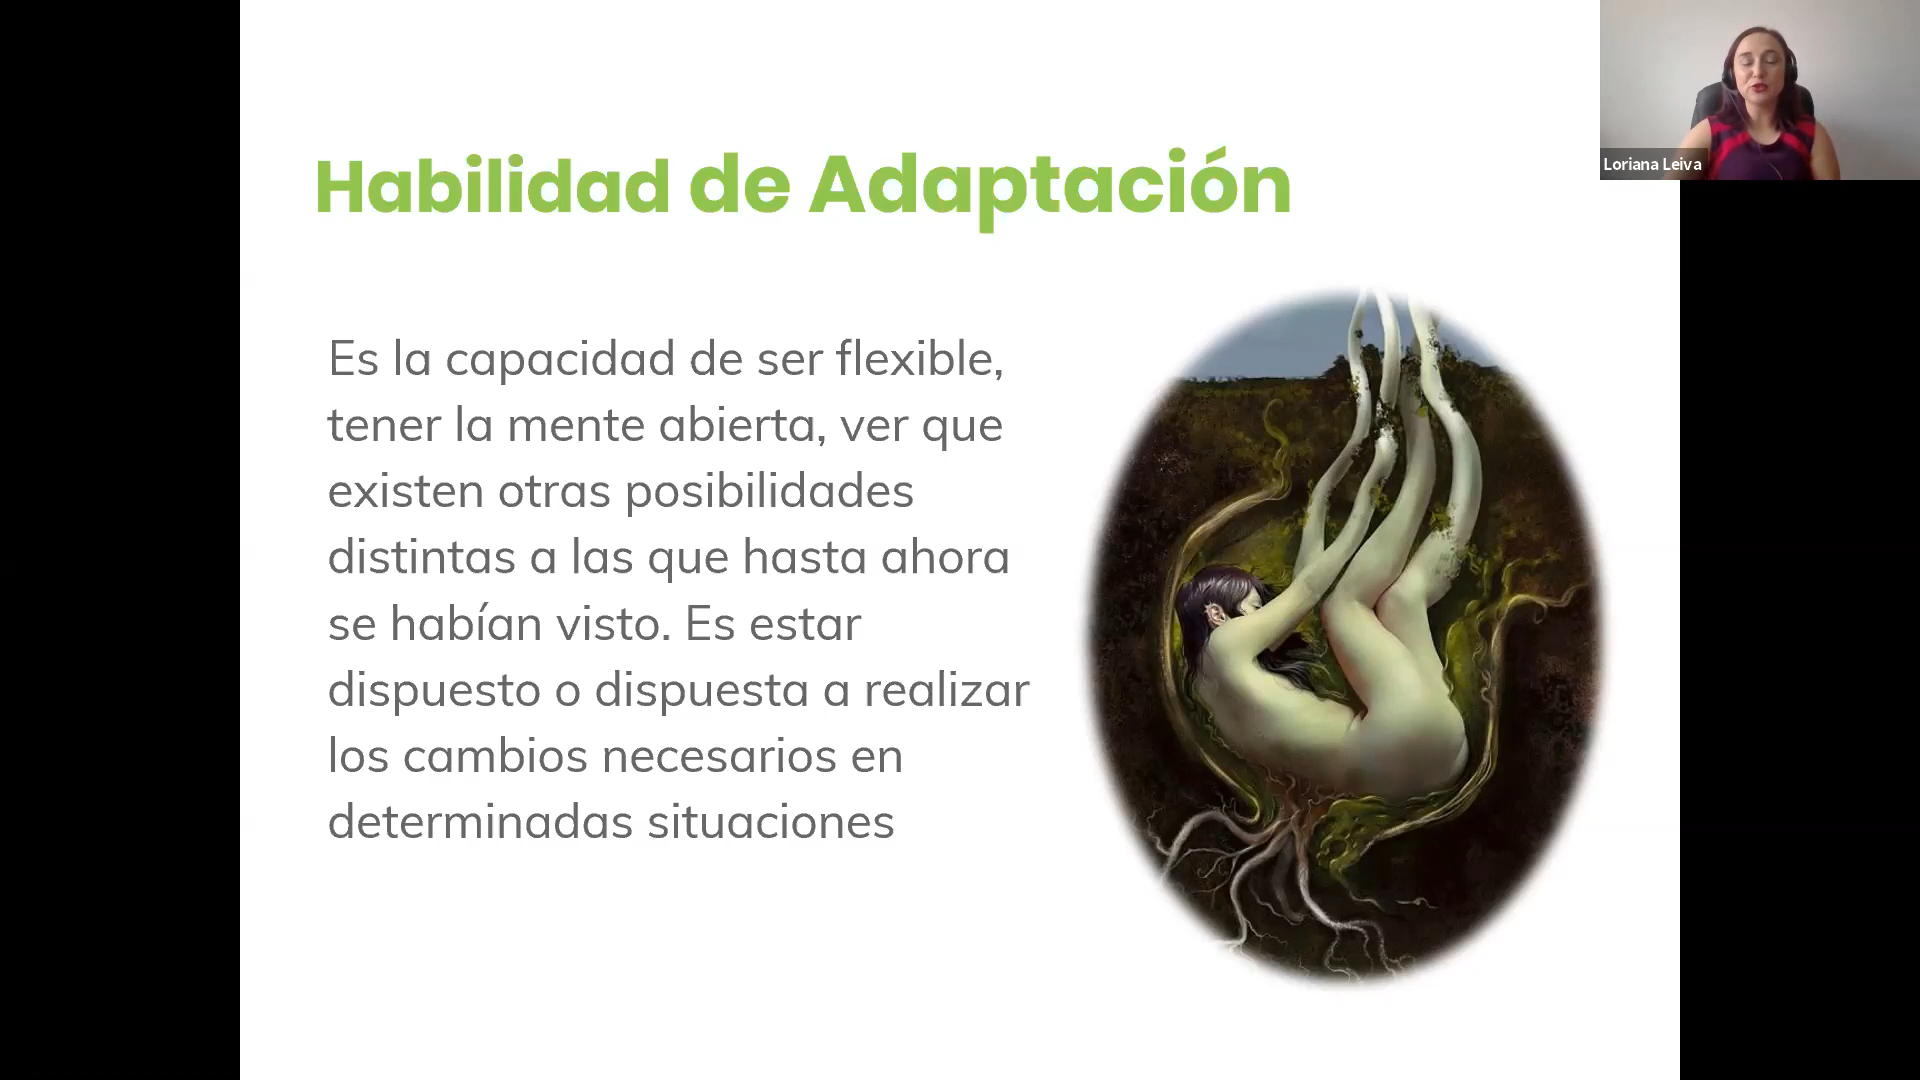 Habilidad de Adaptación
Es la capacidad de ser flexible,
tener la mente abierta, ver que
existen otras posibilidades
distintas a las que hasta ahora
se habían visto. Es estar
dispuesto o dispuesta a realizar
los cambios necesarios en
determinadas situaciones
Loriana Leiva